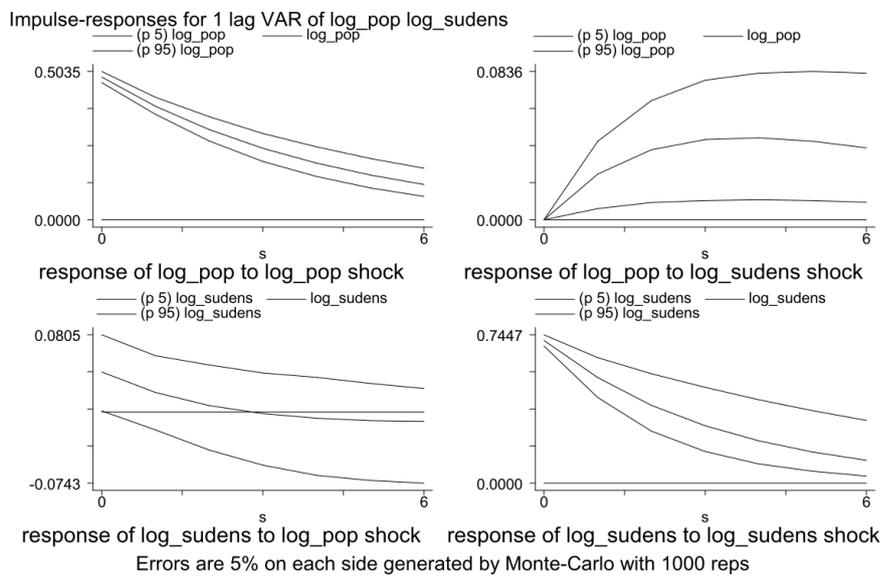 Impulse-responses for 1 lag VAR of log_pop log_sudens
(p 5) log_pop log_pop
(p 95) log_pop
0.5035
0.0000
0 6
s
response of log_pop to log_pop shock
(p 5) log_pop log_pop
(p 95) log_pop
0.0836
0.0000
0 6
s
response of log_pop to log_sudens shock
(p 5) log_sudens log_sudens
(p 95) log_sudens
0.0805
-0.0743
0 6
s
response of log_sudens to log_pop shock
(p 5) log_sudens log_sudens
(p 95) log_sudens
0.7447
0.0000
0 6
s
response of log_sudens to log_sudens shock
Errors are 5% on each side generated by Monte-Carlo with 1000 reps